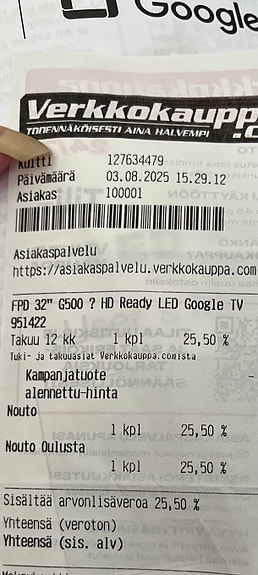 Google
Verkkokaupp
TODENNÄKÖISESTI AINA HALVEMPI
.c
Kuitti 127634479
Päivämäärä 03.08.2025 15.29.12
Asiakas 100001
Asiakaspalvelu
https://asiakaspalvelu.verkkokauppa.com
FPD 32" G500 ? HD Ready LED Google TV
951422
Takuu 12 kk 1 kpl 25,50 %
Tuki- ja takuuasiat Verkkokauppa.comista
Kampanjatuote -
alennettu-hinta
Nouto
1 kpl 25,50 %
Nouto Oulusta
1 kpl 25,50 %
Sisältää arvonlisäveroa 25,50 %
Yhteensä (veroton)
Yhteensä (sis. alv)